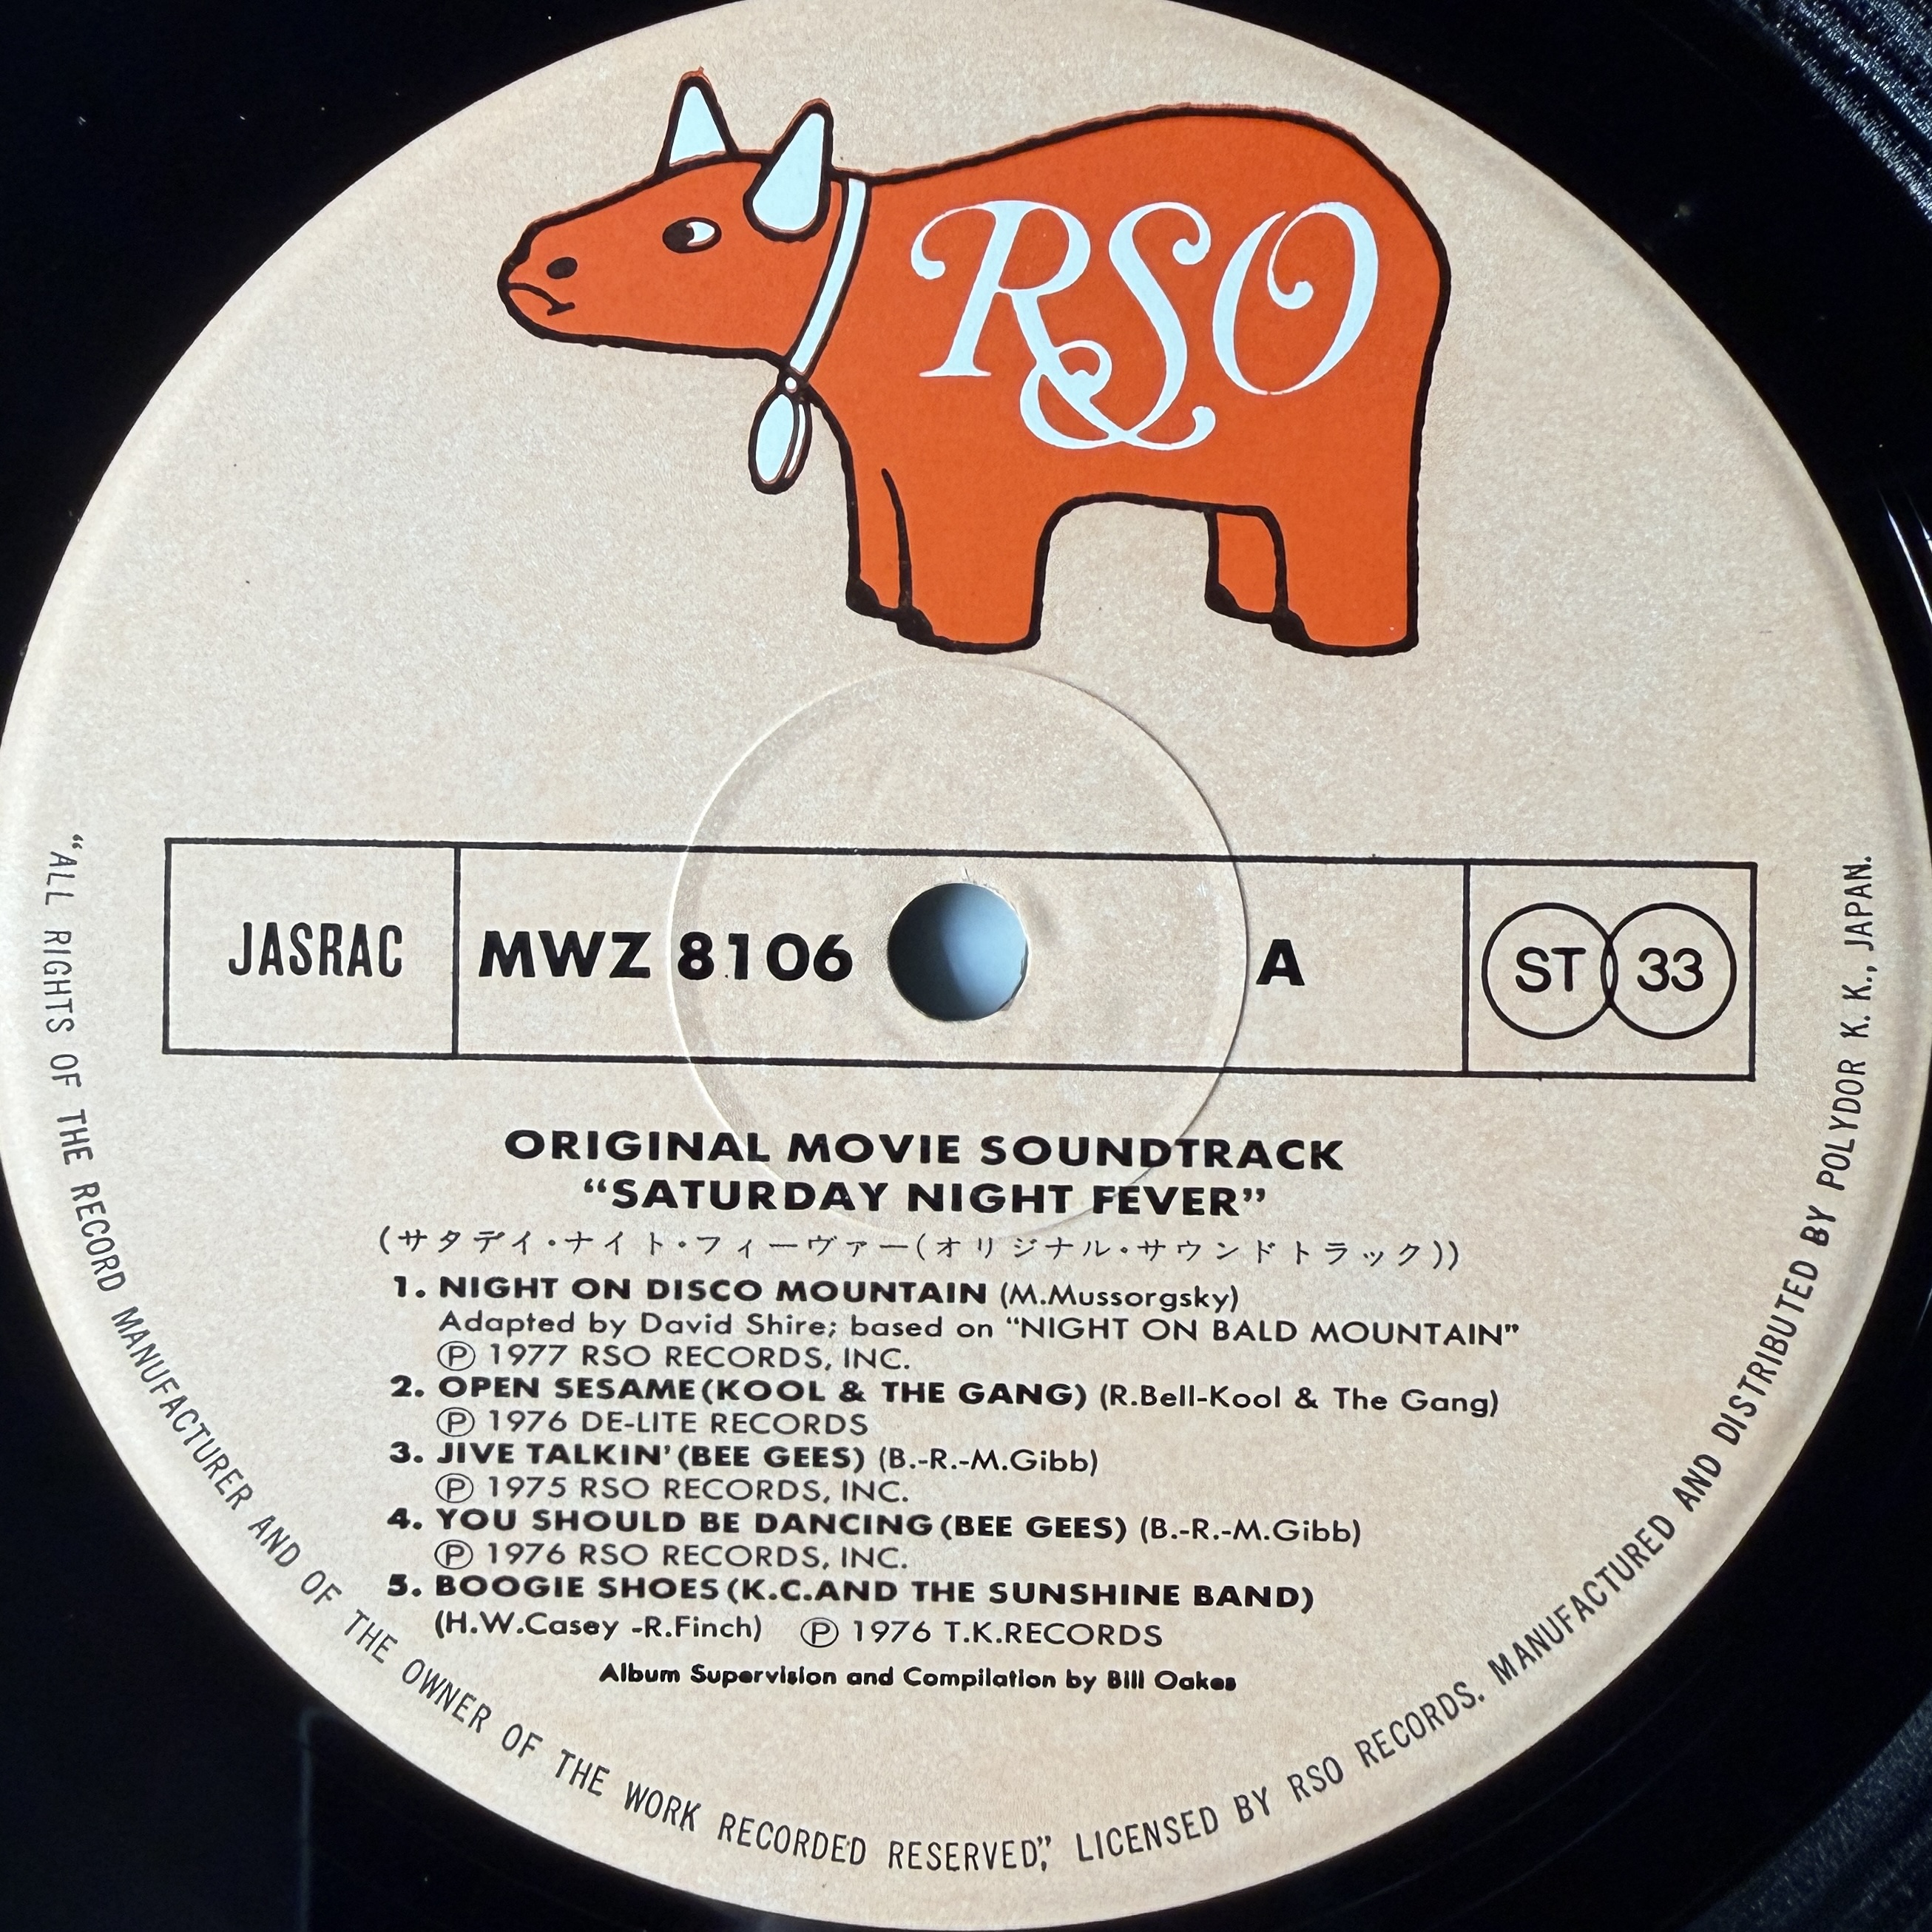 RSO
JASRAC
MWZ 8106
A
ST 33
ORIGINAL MOVIE SOUNDTRACK
“SATURDAY NIGHT FEVER”
(サタデイ・ナイト・フィーヴァー(オリジナル・サウンドトラック))
1. NIGHT ON DISCO MOUNTAIN (M.Mussorgsky)
Adapted by David Shire; based on “NIGHT ON BALD MOUNTAIN”
Ⓟ 1977 RSO RECORDS, INC.
2. OPEN SESAME (KOOL & THE GANG) (R.Bell-Kool & The Gang)
Ⓟ 1976 DE-LITE RECORDS
3. JIVE TALKIN’ (BEE GEES) (B.-R.-M.Gibb)
Ⓟ 1975 RSO RECORDS, INC.
4. YOU SHOULD BE DANCING (BEE GEES) (B.-R.-M.Gibb)
Ⓟ 1976 RSO RECORDS, INC.
5. BOOGIE SHOES (K.C.AND THE SUNSHINE BAND)
(H.W.Casey -R.Finch) Ⓟ 1976 T.K.RECORDS
Album Supervision and Compilation by Bill Oakes
“ALL RIGHTS OF THE RECORD MANUFACTURER AND OF THE OWNER OF THE WORK RECORDED RESERVED”, LICENSED BY RSO RECORDS. MANUFACTURED AND DISTRIBUTED BY POLYDOR K. K., JAPAN.